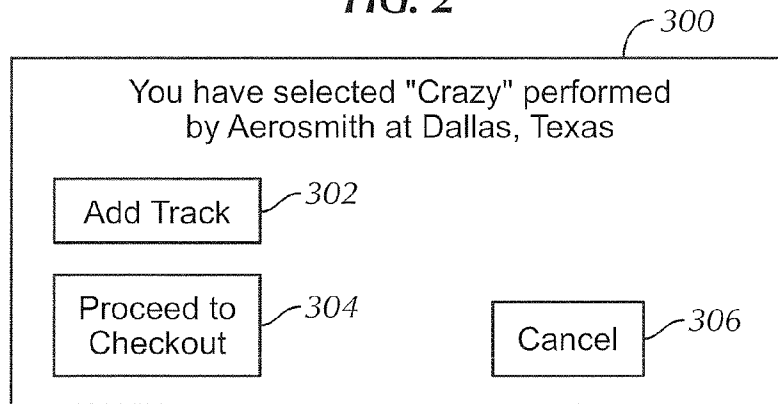 FIG. 2
300
You have selected "Crazy" performed
by Aerosmith at Dallas, Texas
Add Track
302
Proceed to
Checkout
304
Cancel
306